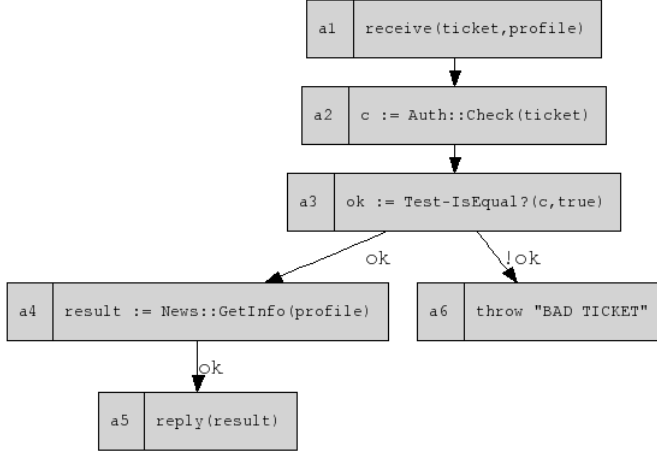 a1 receive(ticket,profile)
a2 c := Auth::Check(ticket)
a3 ok := Test-IsEqual?(c,true)
ok !ok
a4 result := News::GetInfo(profile) a6 throw "BAD TICKET"
ok
a5 reply(result)